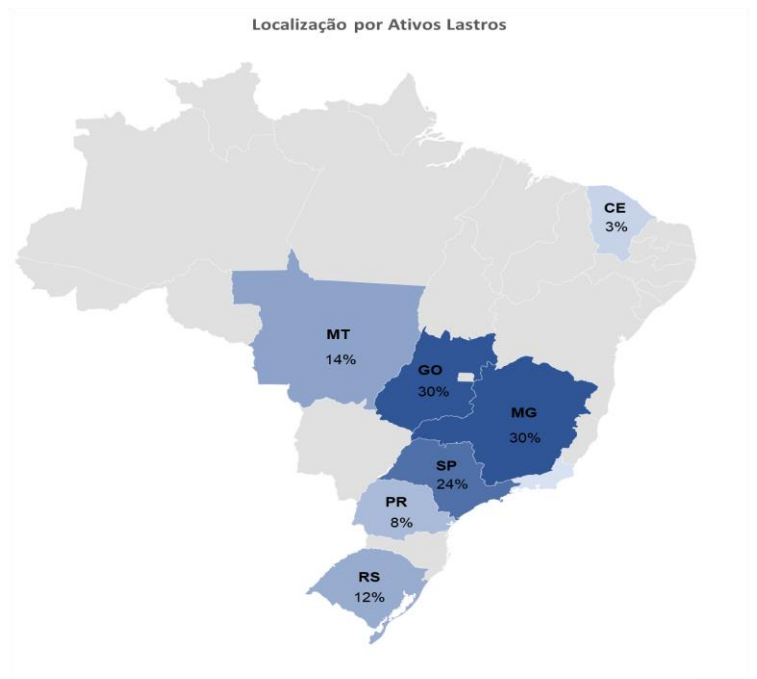 Localização por Ativos Lastros
CE
3%
MT
14%
GO
30%
MG
30%
SP
24%
PR
8%
RS
12%